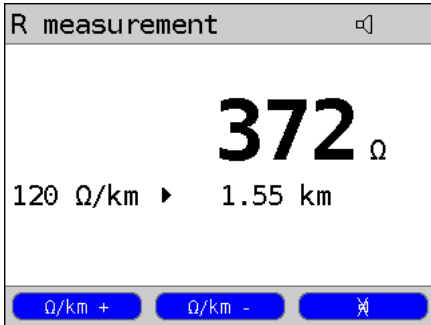 R measurement
372 Ω
120 Ω/km ▶ 1.55 km
Ω/km + Ω/km -